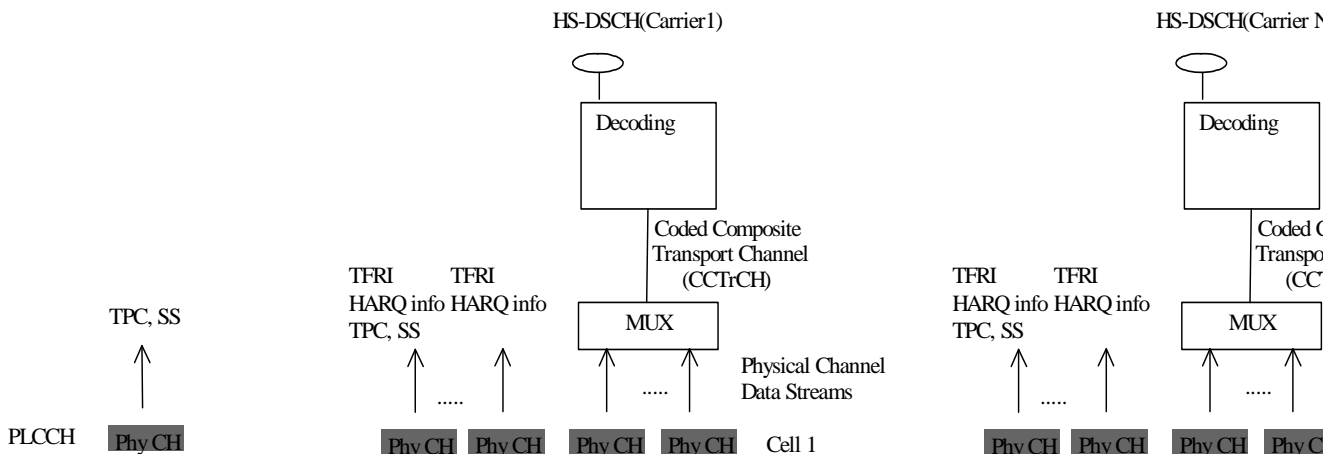 HS-DSCH(Carrier1)
HS-DSCH(Carrier N
Decoding
Decoding
Coded Composite
Transport Channel
(CCTrCH)
Coded
TFRI TFRI
HARQ info HARQ info
TPC, SS
TFRI TFRI
HARQ info HARQ info
TPC, SS
TPC, SS
MUX
MUX
Physical Channel
Data Streams
.....
.....
.....
.....
PLCCH
Phy CH
Phy CH Phy CH Phy CH Phy CH
Cell 1
Phy CH Phy CH Phy CH Phy